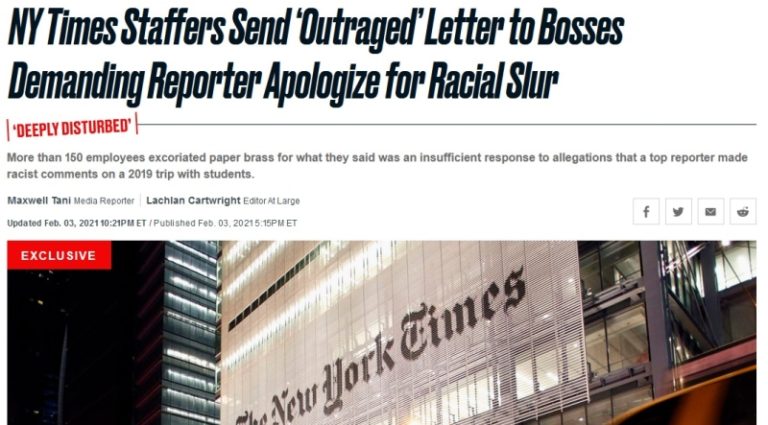 NY Times Staffers Send ‘Outraged’ Letter to Bosses
Demanding Reporter Apologize for Racial Slur
‘DEEPLY DISTURBED’
More than 150 employees excoriated paper brass for what they said was an insufficient response to allegations that a top reporter made
racist comments on a 2019 trip with students.
Maxwell Tani Media Reporter | Lachlan Cartwright Editor At Large
Updated Feb. 03, 2021 10:21PM ET / Published Feb. 03, 2021 5:15PM ET
EXCLUSIVE
The New York Times